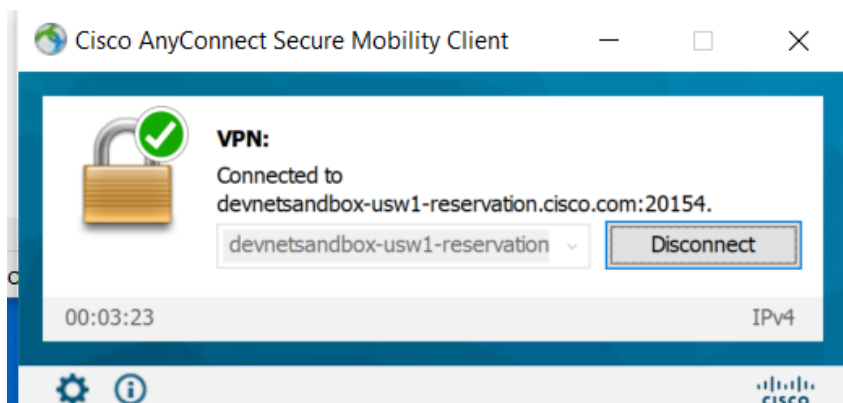 Cisco AnyConnect Secure Mobility Client
VPN:
Connected to
devnetsandbox-usw1-reservation.cisco.com:20154.
devnetsandbox-usw1-reservation
Disconnect
00:03:23
IPv4
cisco